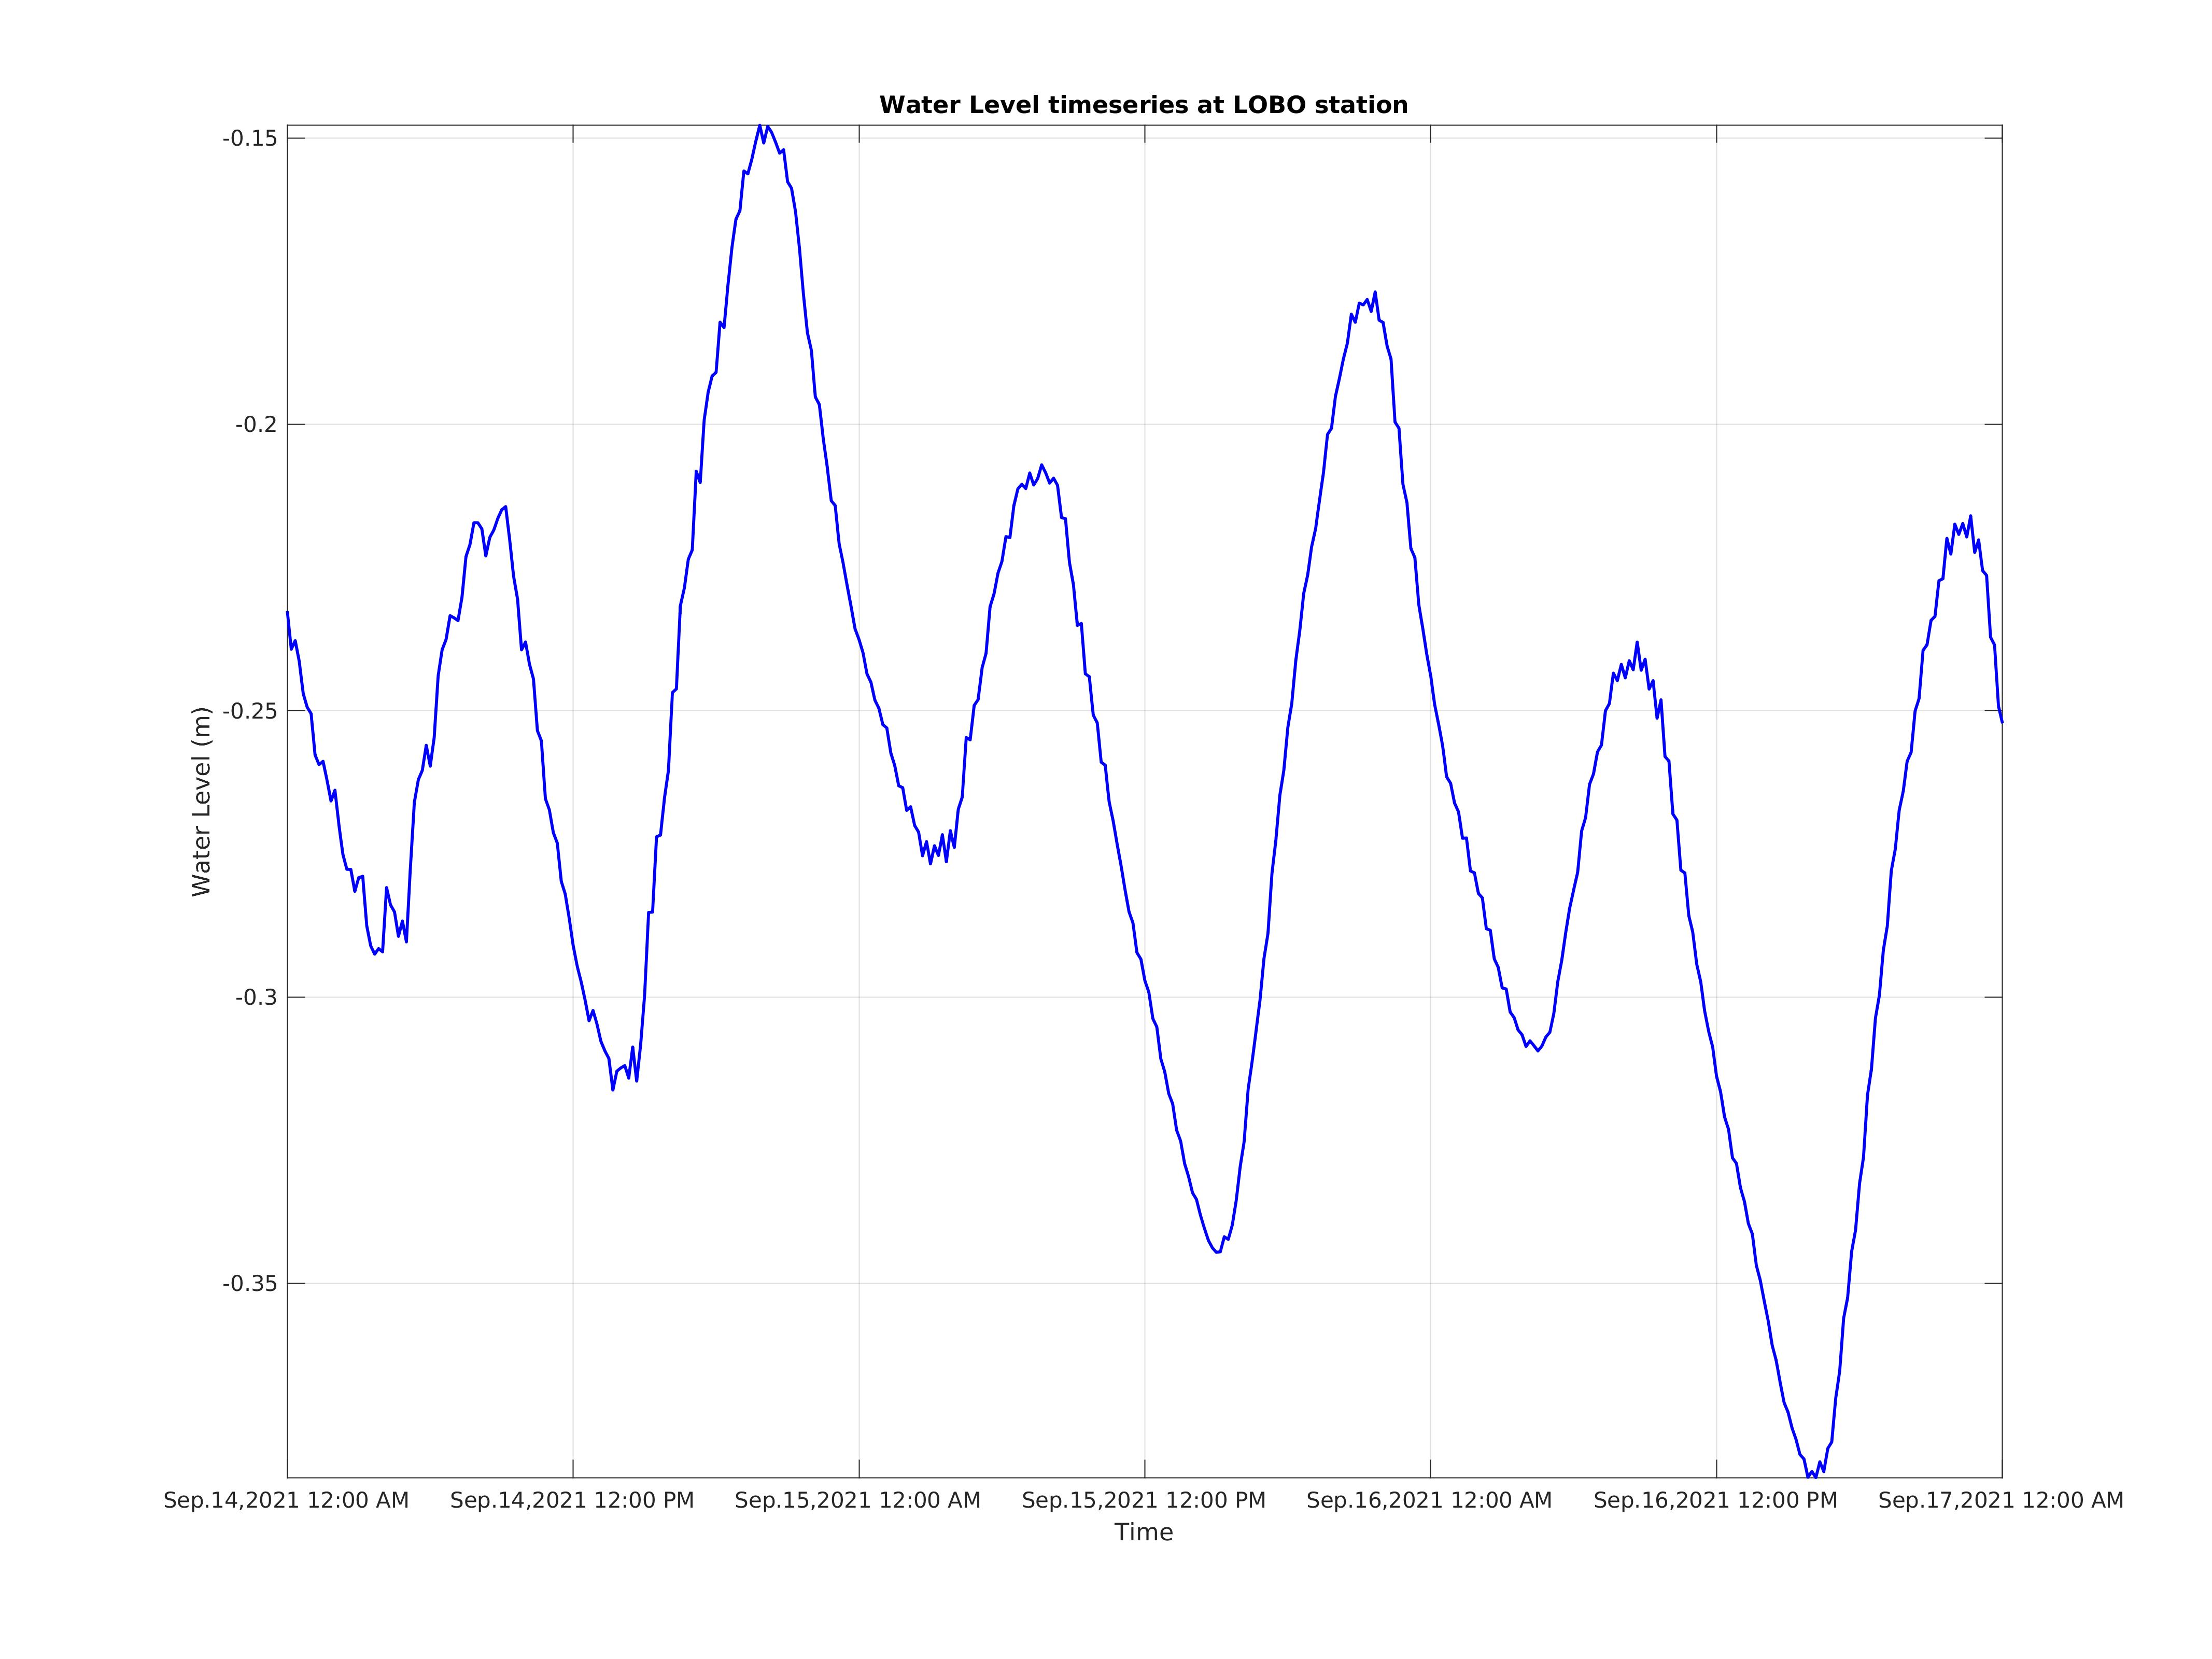 Water Level timeseries at LOBO station
-0.15
-0.2
-0.25
-0.3
-0.35
Water Level (m)
Sep.14,2021 12:00 AM
Sep.14,2021 12:00 PM
Sep.15,2021 12:00 AM
Sep.15,2021 12:00 PM
Sep.16,2021 12:00 AM
Sep.16,2021 12:00 PM
Sep.17,2021 12:00 AM
Time